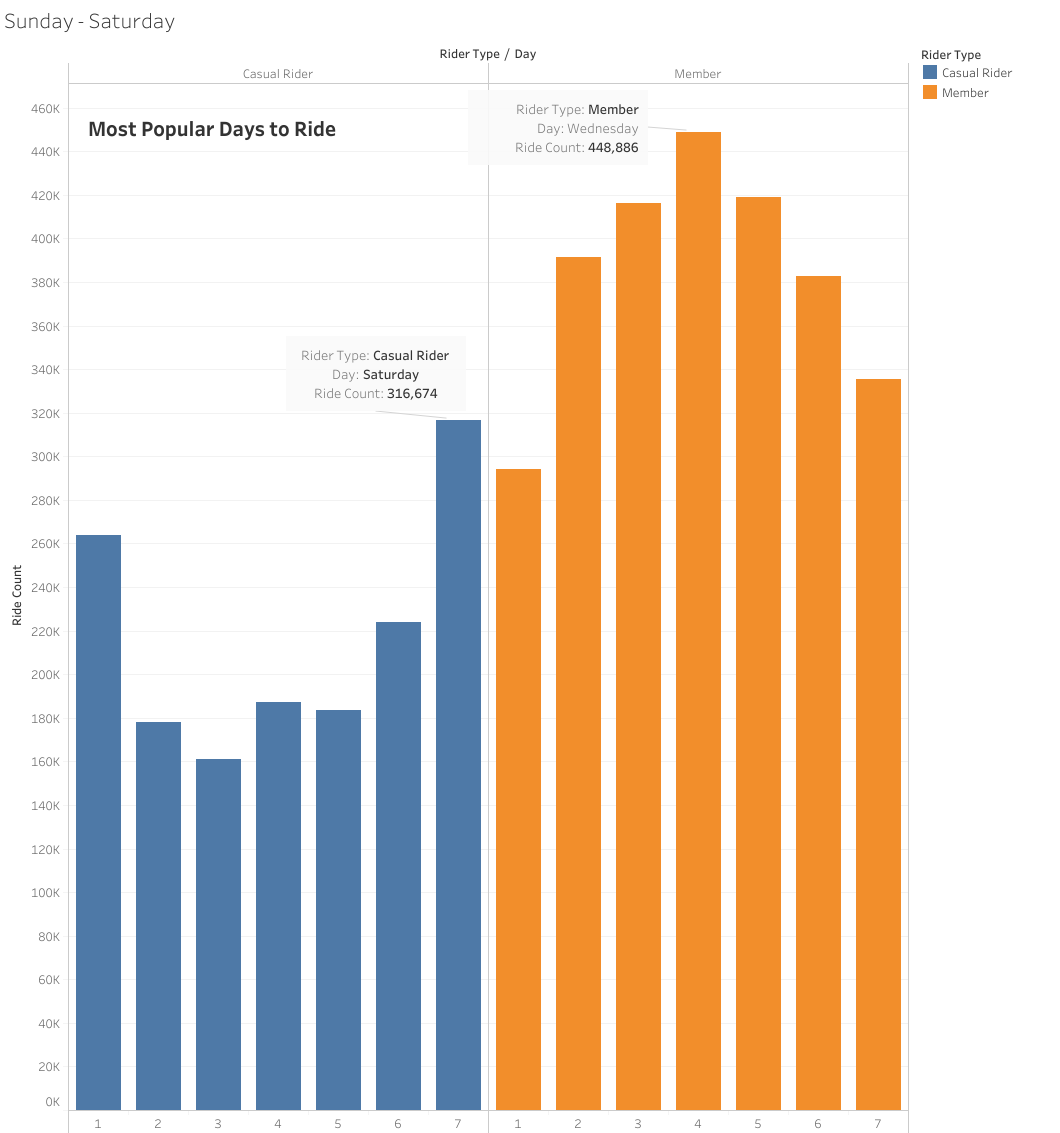 Sunday - Saturday
Rider Type / Day
Casual Rider
Member
Rider Type
Casual Rider
Member
Most Popular Days to Ride
Rider Type: Member
Day: Wednesday
Ride Count: 448,886
Rider Type: Casual Rider
Day: Saturday
Ride Count: 316,674
Ride Count
460K
440K
420K
400K
380K
360K
340K
320K
300K
280K
260K
240K
220K
200K
180K
160K
140K
120K
100K
80K
60K
40K
20K
0K
1 2 3 4 5 6 7 1 2 3 4 5 6 7